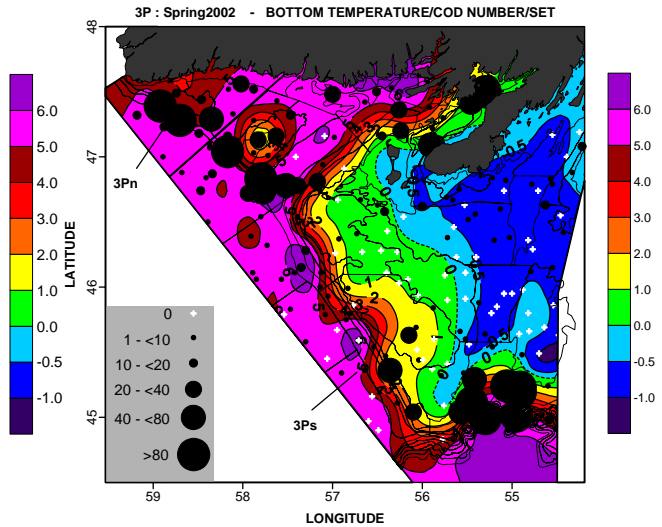 3P : Spring2002 - BOTTOM TEMPERATURE/COD NUMBER/SET
48
47
46
45
LATITUDE
59 58 57 56 55
LONGITUDE
6.0
5.0
4.0
3.0
2.0
1.0
0.0
-0.5
-1.0
6.0
5.0
4.0
3.0
2.0
1.0
0.0
-0.5
-1.0
3Pn
3Ps
0
1 - <10
10 - <20
20 - <40
40 - <80
>80